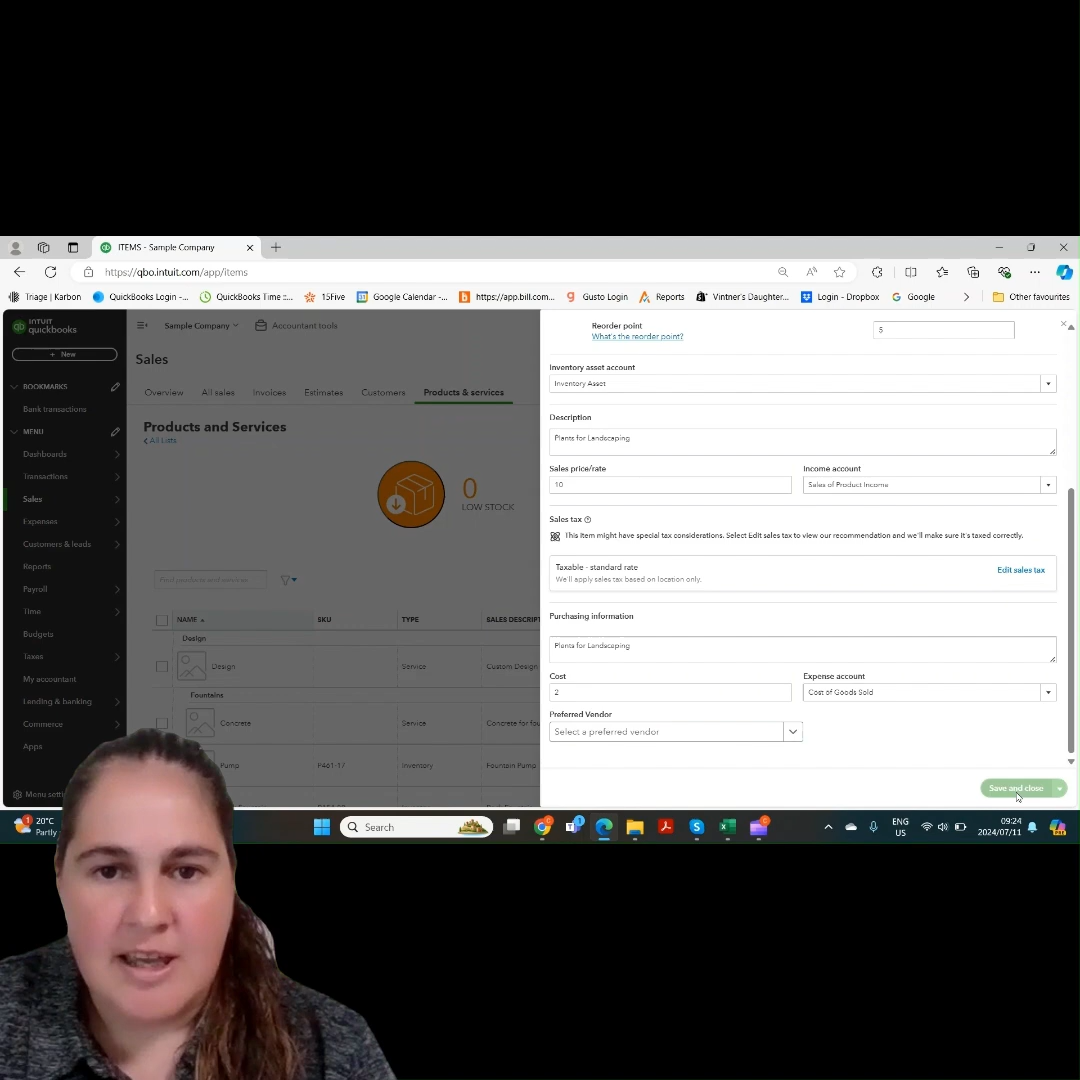 ITEMS - Sample Company
https://qbo.intuit.com/app/items
Triage | Karbon
QuickBooks Login -...
QuickBooks Time ::...
15Five
Google Calendar -...
https://app.bill.com...
Gusto Login
Reports
Vintner's Daughter...
Login - Dropbox
Google
Other favourites
INTUIT
quickbooks
Sample Company
Accountant tools
+ New
BOOKMARKS
Bank transactions
MENU
Dashboards
Transactions
Sales
Expenses
Customers & leads
Reports
Payroll
Time
Budgets
Taxes
My accountant
Lending & banking
Commerce
Apps
Sales
Overview
All sales
Invoices
Estimates
Customers
Products & services
Products and Services
All Lists
0
LOW STOCK
Find products and services
NAME
SKU
TYPE
Design
Design
Service
Custom Design
Fountains
Concrete
Service
Concrete for fou
Pump
P461-17
Inventory
Fountain Pump
Reorder point
5
What's the reorder point?
Inventory asset account
Inventory Asset
Description
Plants for Landscaping
Sales price/rate
Income account
10
Sales of Product Income
Sales tax
This item might have special tax considerations. Select Edit sales tax to view our recommendation and we'll make sure it's taxed correctly.
Taxable - standard rate
Edit sales tax
We'll apply sales tax based on location only.
Purchasing information
Plants for Landscaping
Cost
Expense account
2
Cost of Goods Sold
Preferred Vendor
Select a preferred vendor
Save and close
20°C
Partly
Search
ENG
US
09:24
2024/07/11